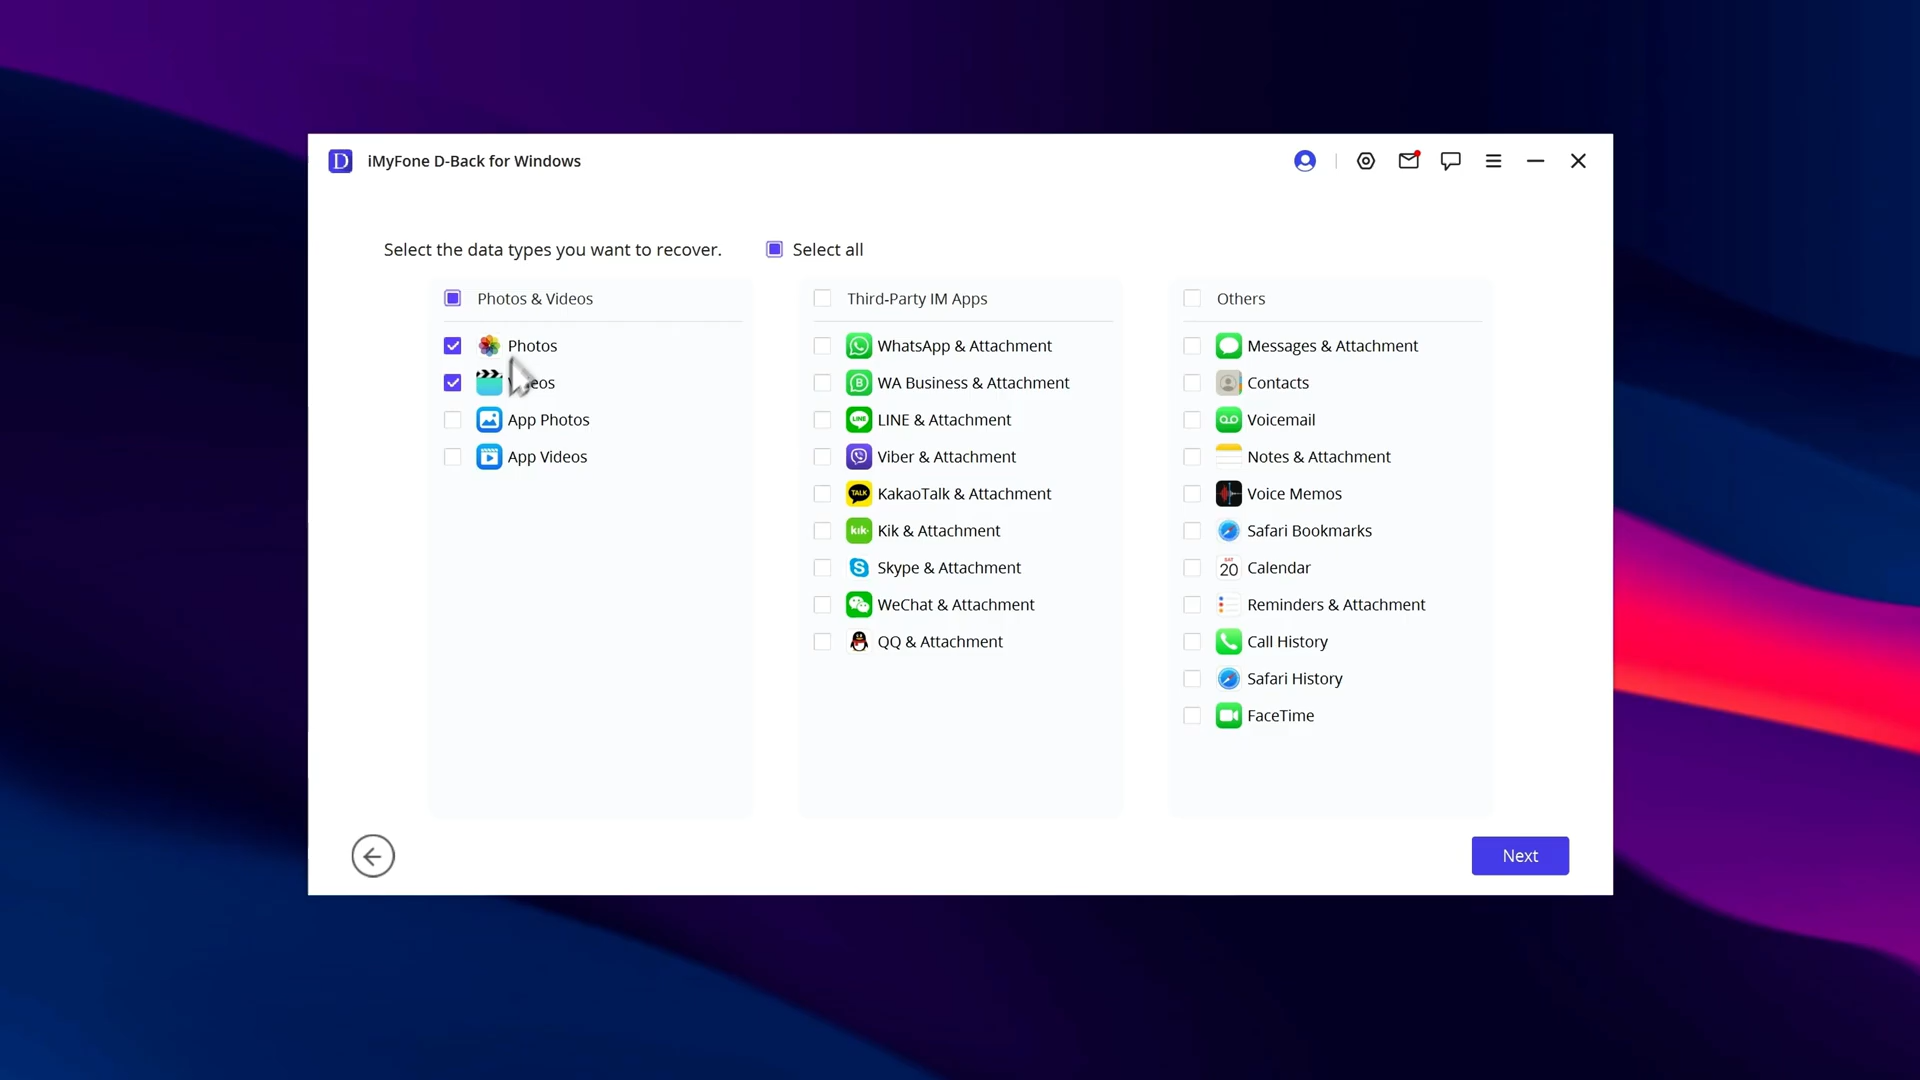 iMyFone D-Back for Windows
Select the data types you want to recover.
Select all
Photos & Videos
Photos
App Photos
App Videos
Third-Party IM Apps
WhatsApp & Attachment
WA Business & Attachment
LINE & Attachment
Viber & Attachment
TALK
KakaoTalk & Attachment
kik
Kik & Attachment
Skype & Attachment
WeChat & Attachment
QQ & Attachment
Others
Messages & Attachment
Contacts
Voicemail
Notes & Attachment
Voice Memos
Safari Bookmarks
20
Calendar
Reminders & Attachment
Call History
Safari History
FaceTime
Next